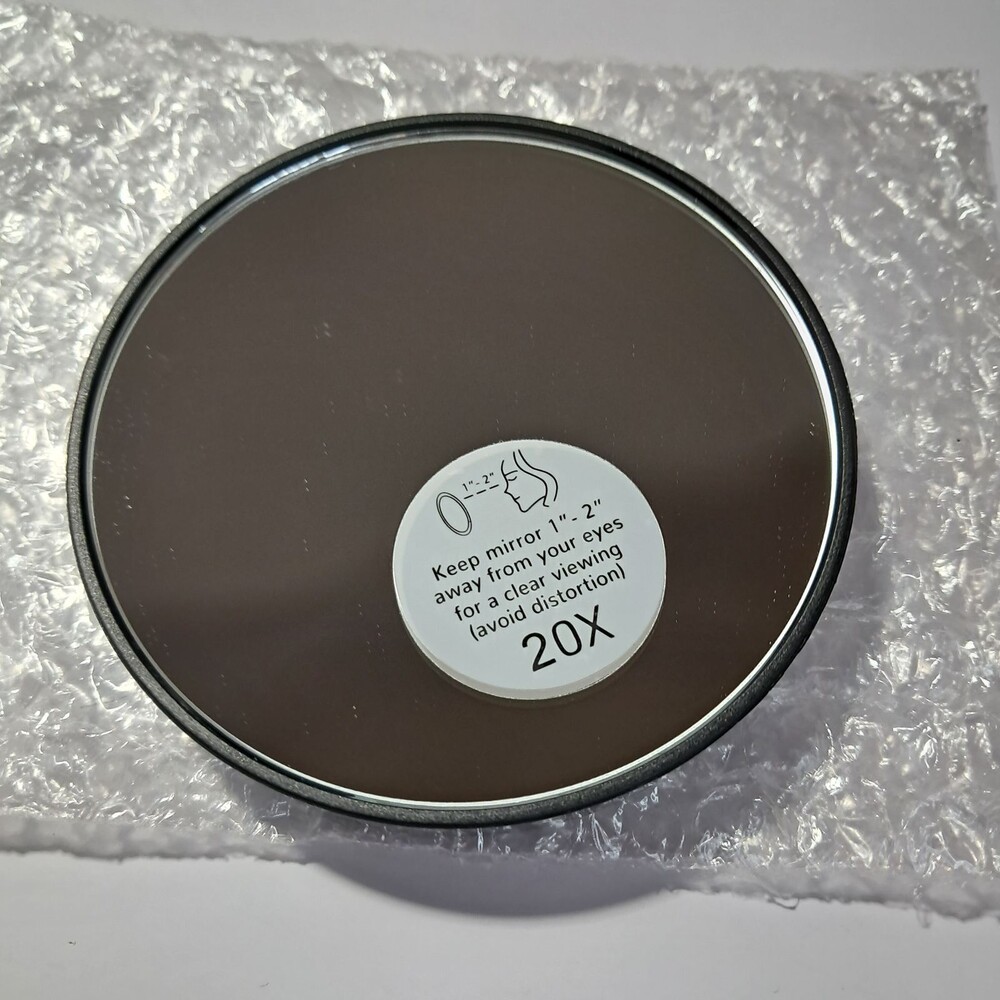 1" - 2"
Keep mirror 1" - 2"
away from your eyes
for a clear viewing
(avoid distortion)
20X